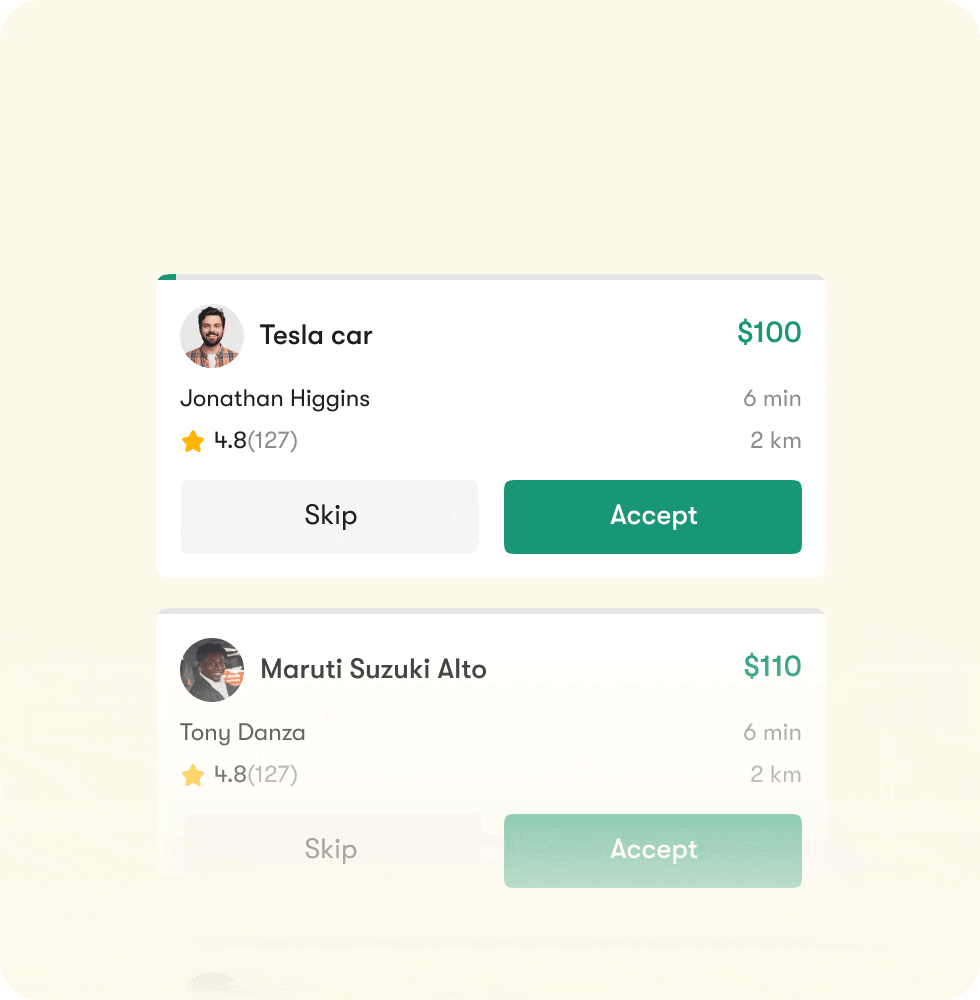 Tesla car
$100
Jonathan Higgins
6 min
4.8(127)
2 km
Skip
Accept
Maruti Suzuki Alto
$110
Tony Danza
6 min
4.8(127)
2 km
Skip
Accept